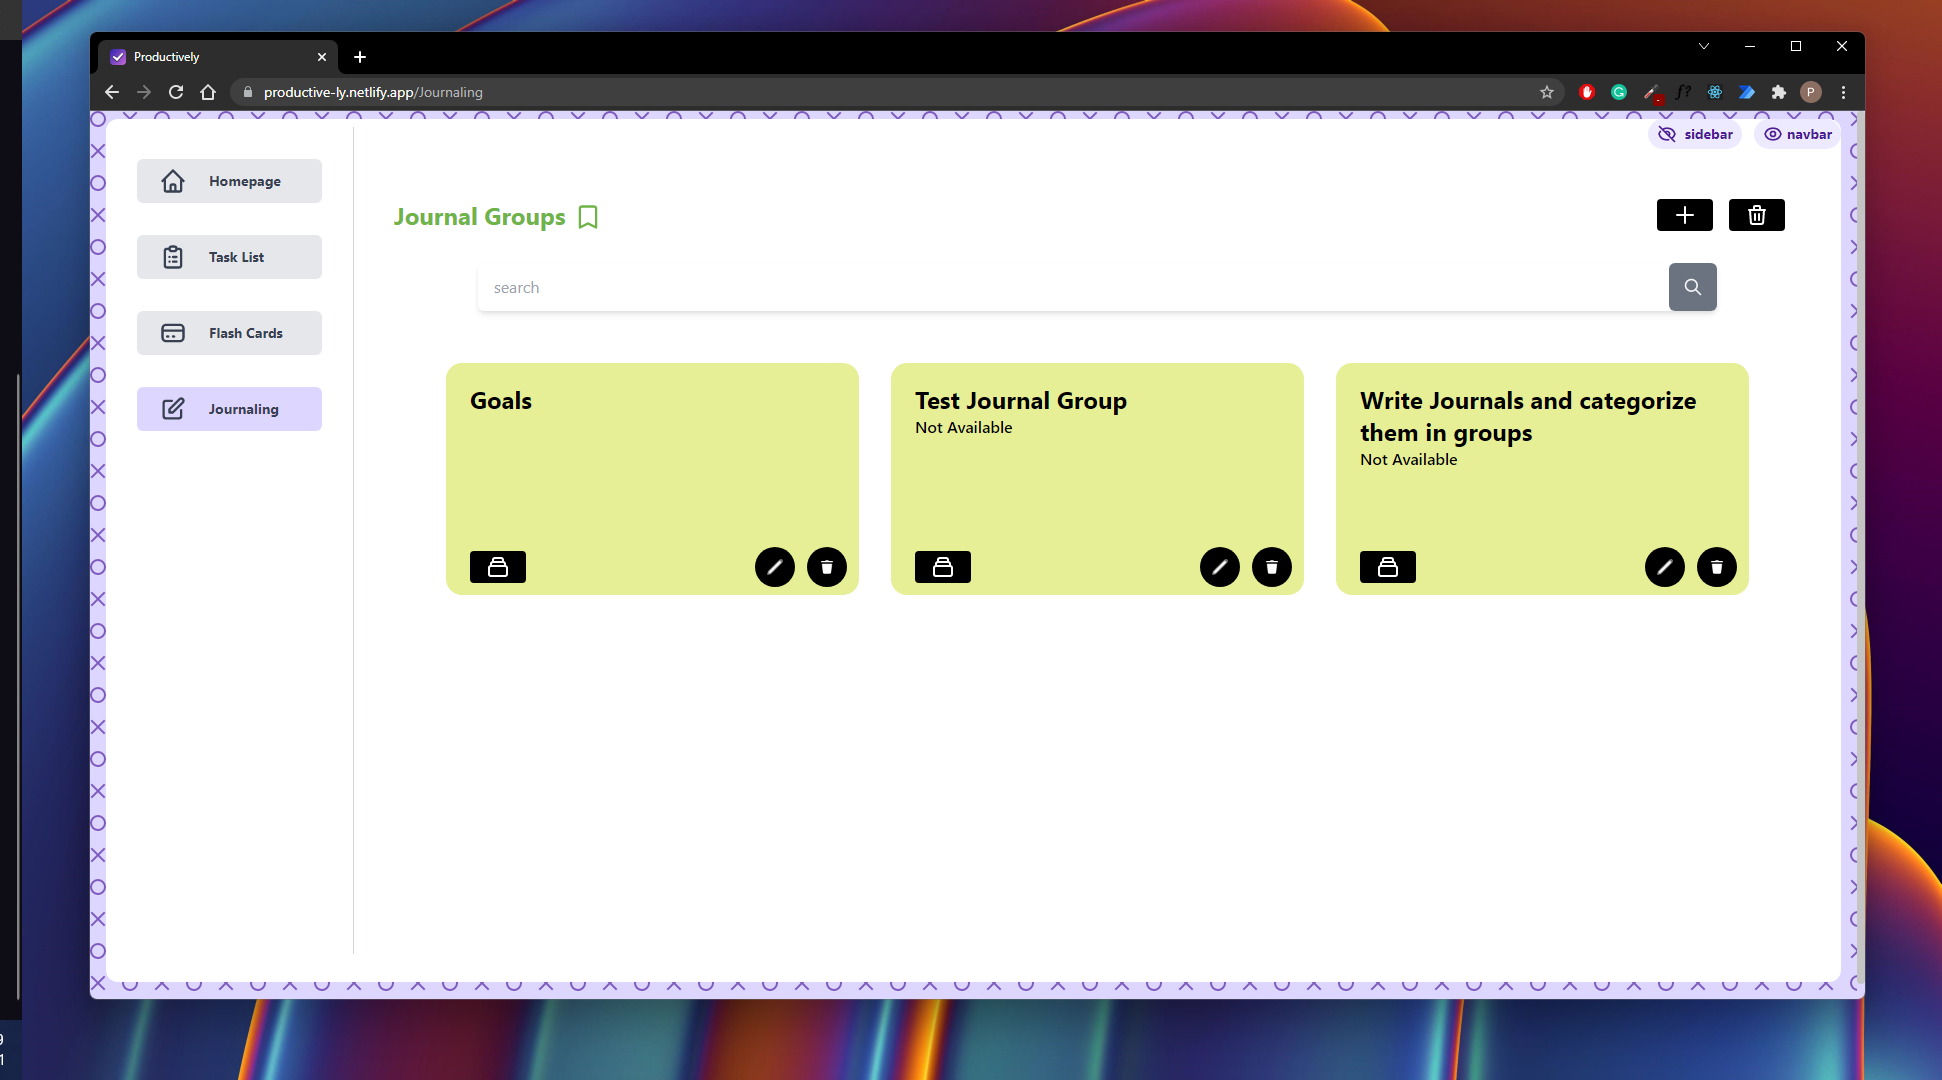 Productively
productive-ly.netlify.app/Journaling
P
sidebar
navbar
Homepage
Task List
Flash Cards
Journaling
Journal Groups
search
Goals
Test Journal Group
Not Available
Write Journals and categorize
them in groups
Not Available